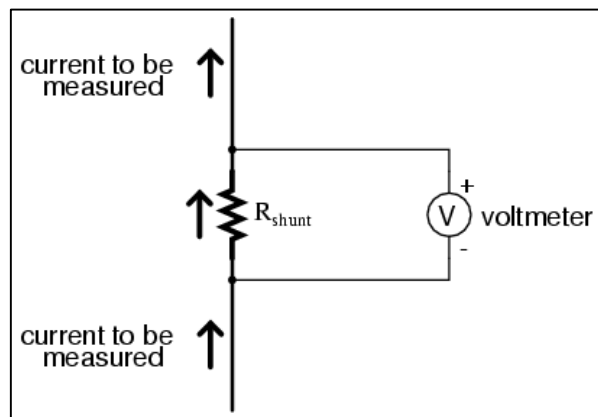 current to be
measured
R_shunt
+
V
voltmeter
-
current to be
measured